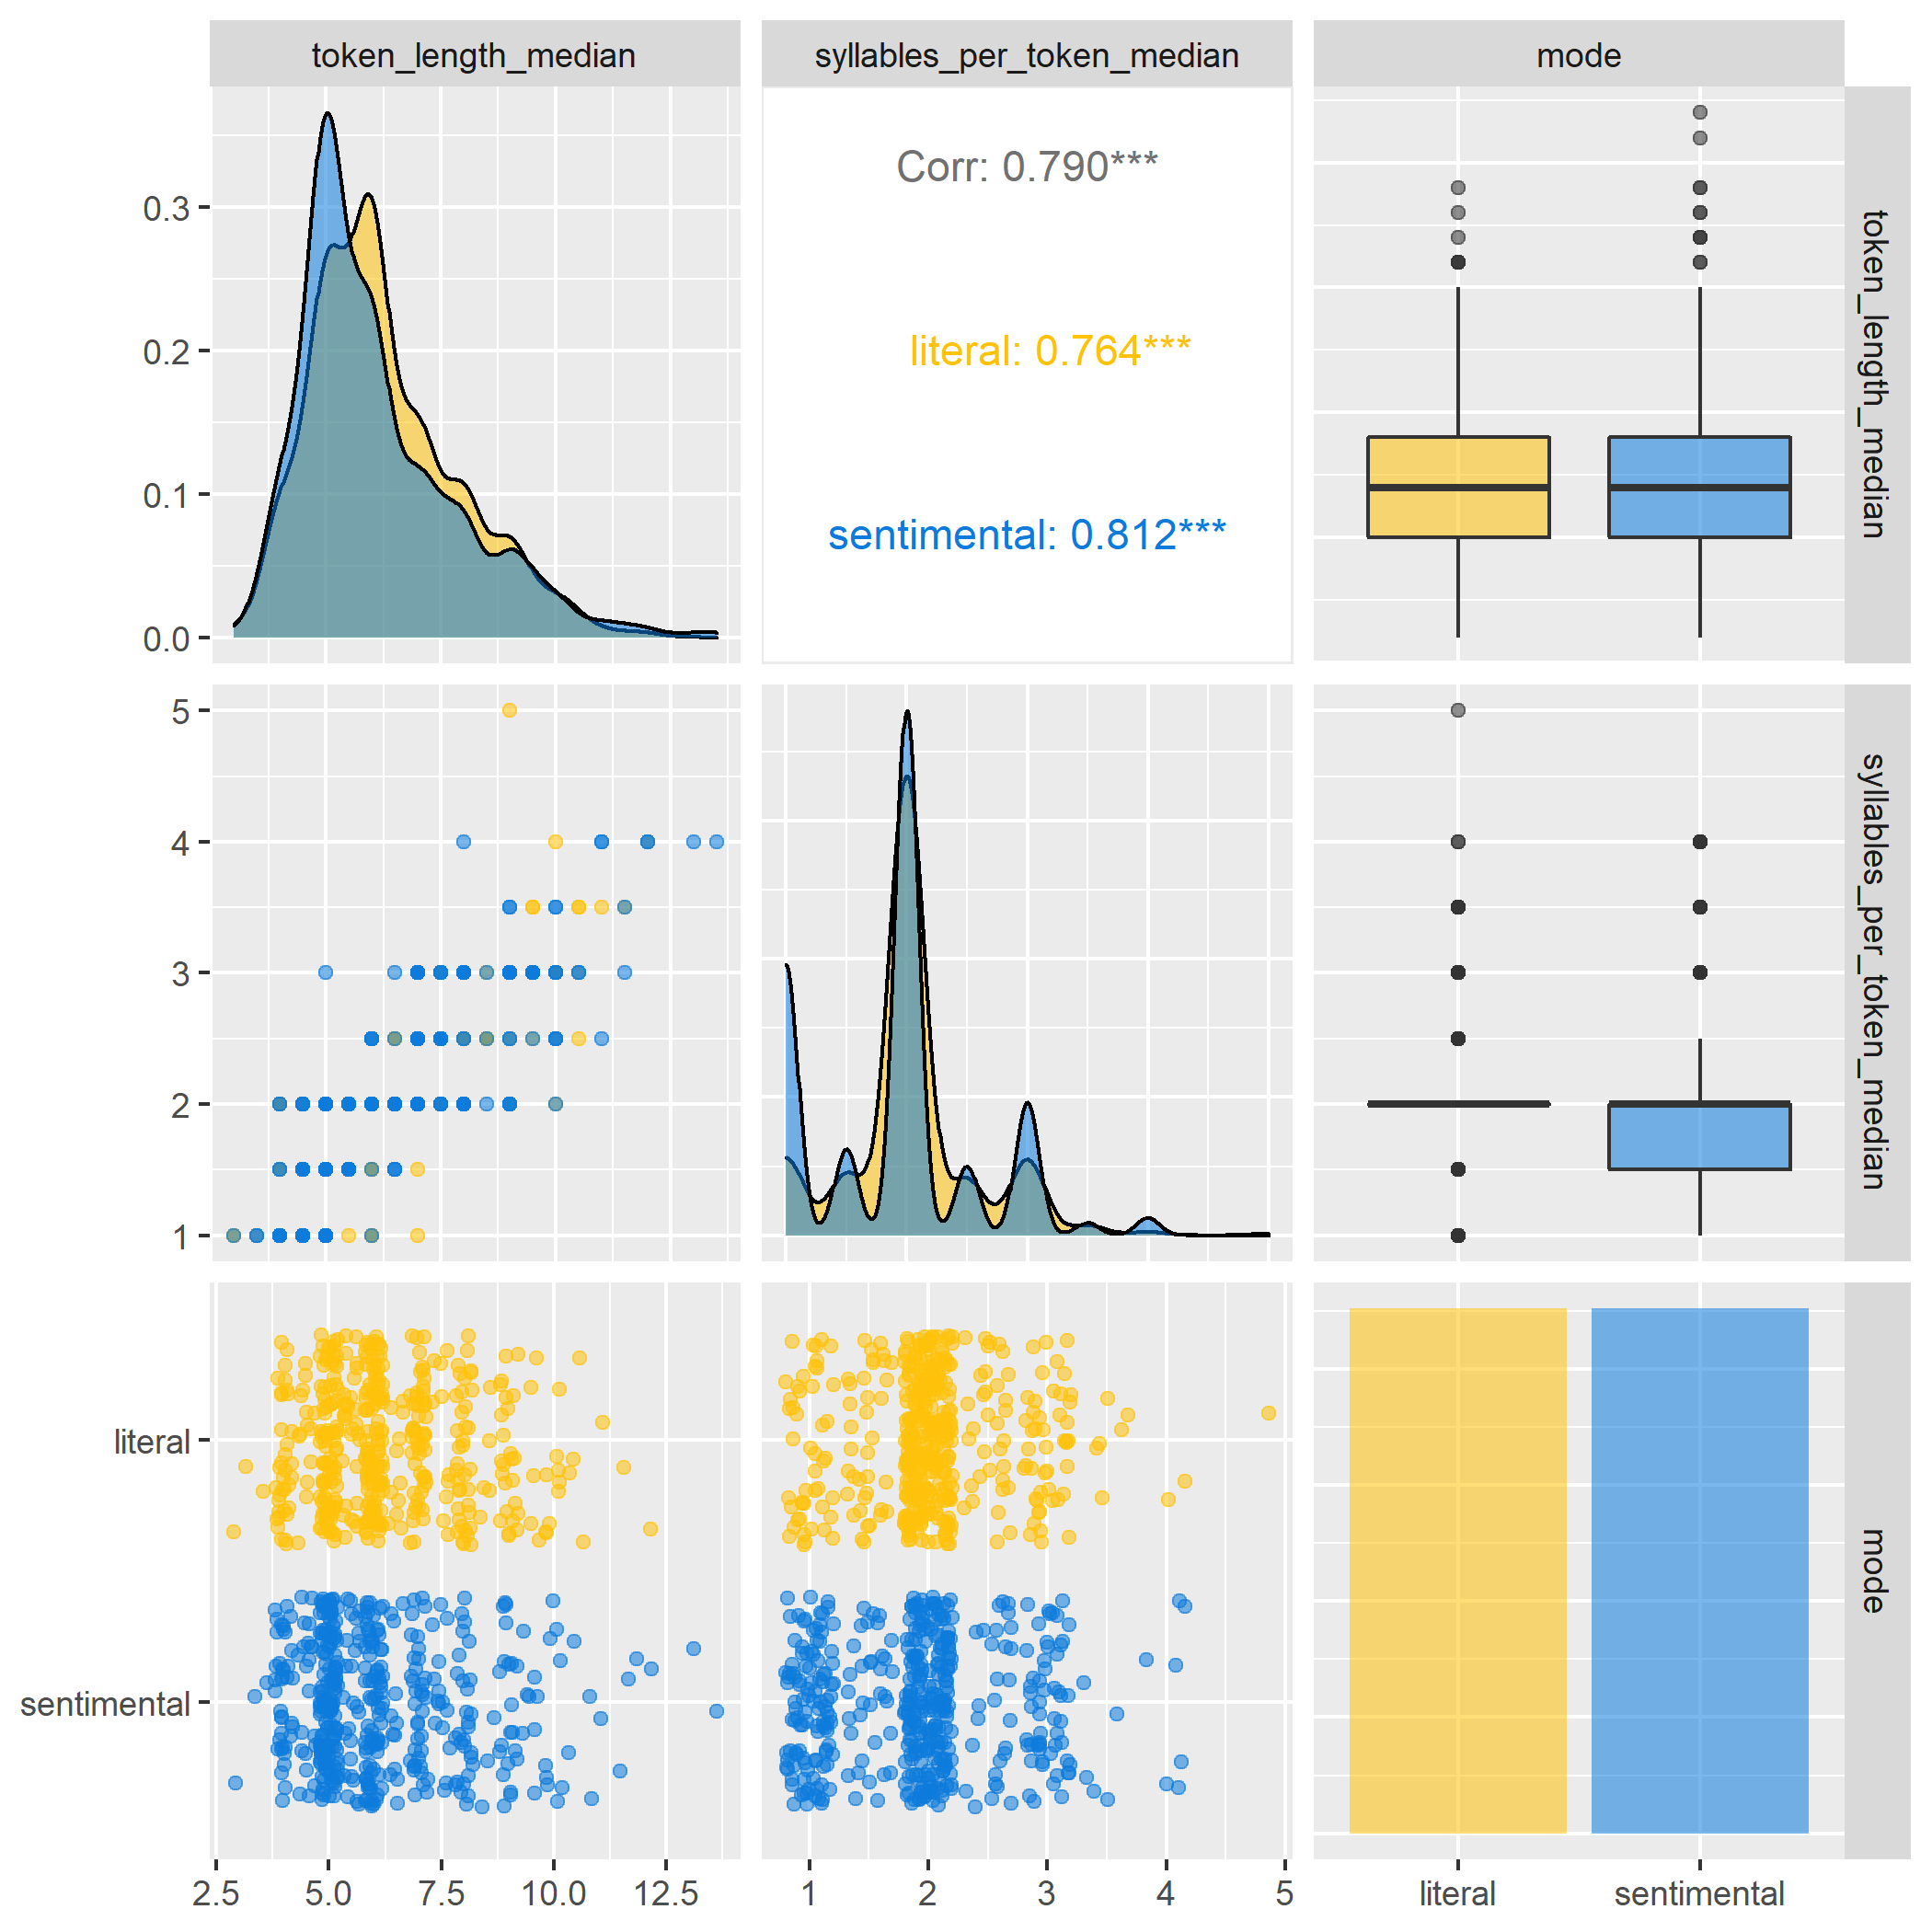 token_length_median
syllables_per_token_median
mode
0.3
0.2
0.1
0.0
Corr: 0.790***
literal: 0.764***
sentimental: 0.812***
token_length_median
5
4
3
2
1
syllables_per_token_median
literal
sentimental
mode
2.5 5.0 7.5 10.0 12.5
1 2 3 4 5
literal sentimental